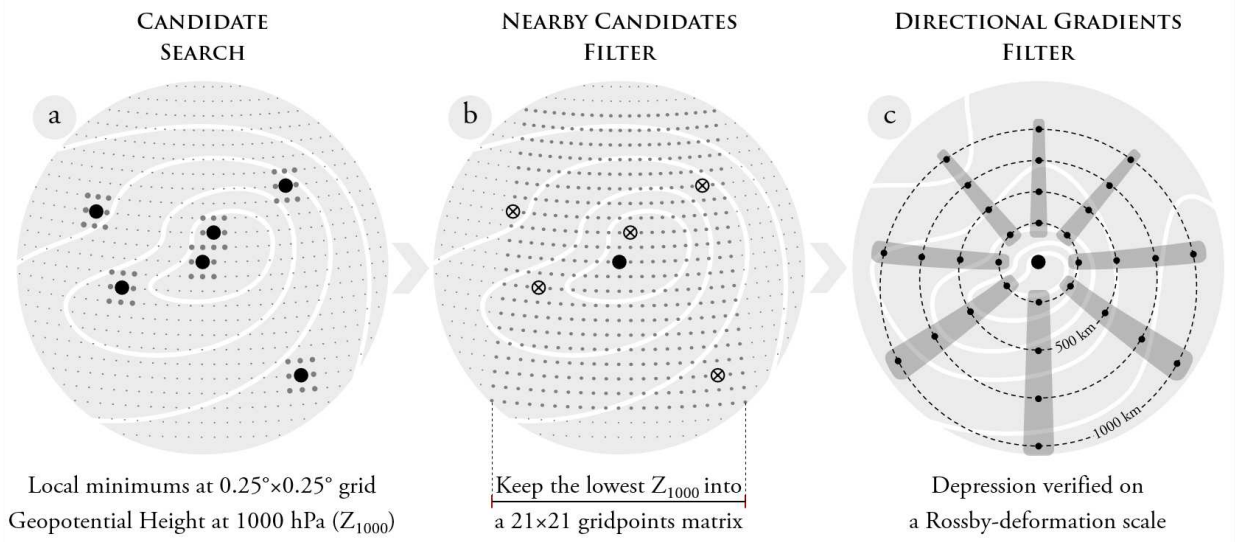 CANDIDATE
SEARCH
NEARBY CANDIDATES
FILTER
DIRECTIONAL GRADIENTS
FILTER
a
b
c
500 km
1000 km
Local minimums at 0.25°×0.25° grid
Geopotential Height at 1000 hPa (Z₁₀₀₀)
Keep the lowest Z₁₀₀₀ into
a 21×21 gridpoints matrix
Depression verified on
a Rossby-deformation scale